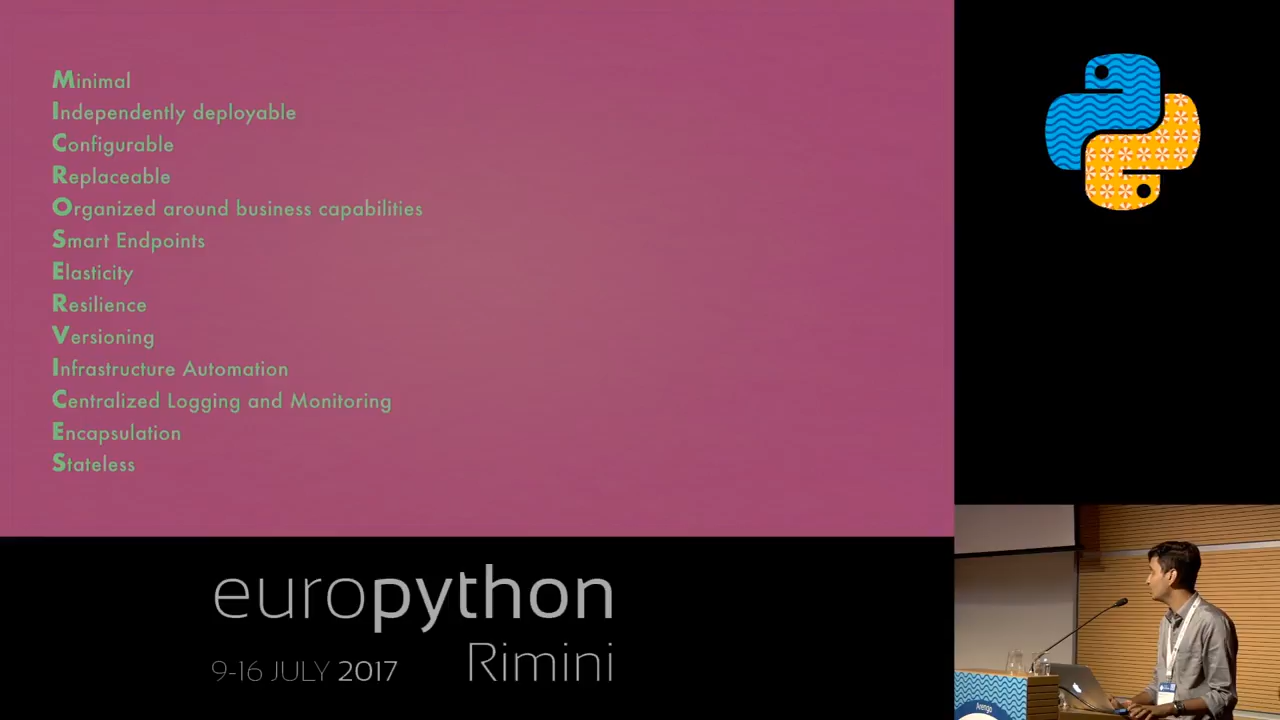 Minimal
Independently deployable
Configurable
Replaceable
Organized around business capabilities
Smart Endpoints
Elasticity
Resilience
Versioning
Infrastructure Automation
Centralized Logging and Monitoring
Encapsulation
Stateless
europython
9-16 JULY 2017 Rimini
Arengo